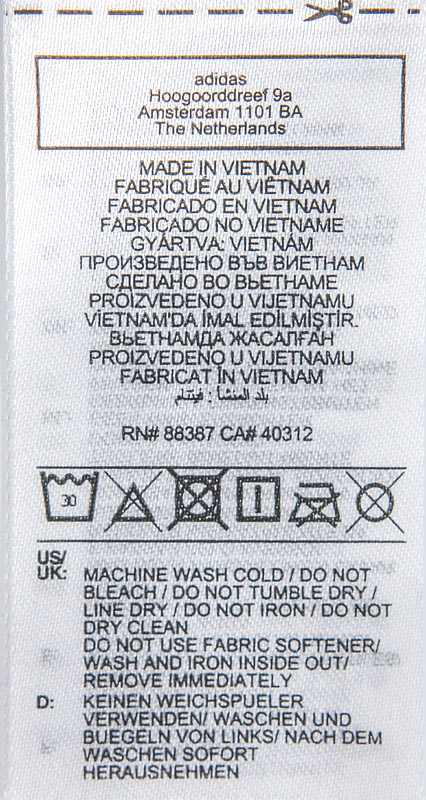 adidas
Hoogoorddreef 9a
Amsterdam 1101 BA
The Netherlands
MADE IN VIETNAM
FABRIQUÉ AU VIÊTNAM
FABRICADO EN VIETNAM
FABRICADO NO VIETNAME
GYÁRTVA: VIETNÁM
ПРОИЗВЕДЕНО ВЪВ ВИЕТНАМ
СДЕЛАНО ВО ВЬЕТНАМЕ
PROIZVEDENO U VIJETNAMU
VİETNAM'DA İMAL EDİLMİŞTİR.
ВЬЕТНАМДА ЖАСАЛҒАН
PROIZVEDENO U VIJETNAMU
FABRICAT ÎN VIETNAM
بلد المنشأ : فيتنام
RN# 88387 CA# 40312
30
US/
UK: MACHINE WASH COLD / DO NOT
BLEACH / DO NOT TUMBLE DRY /
LINE DRY / DO NOT IRON / DO NOT
DRY CLEAN
DO NOT USE FABRIC SOFTENER/
WASH AND IRON INSIDE OUT/
REMOVE IMMEDIATELY
D: KEINEN WEICHSPUELER
VERWENDEN/ WASCHEN UND
BUEGELN VON LINKS/ NACH DEM
WASCHEN SOFORT
HERAUSNEHMEN